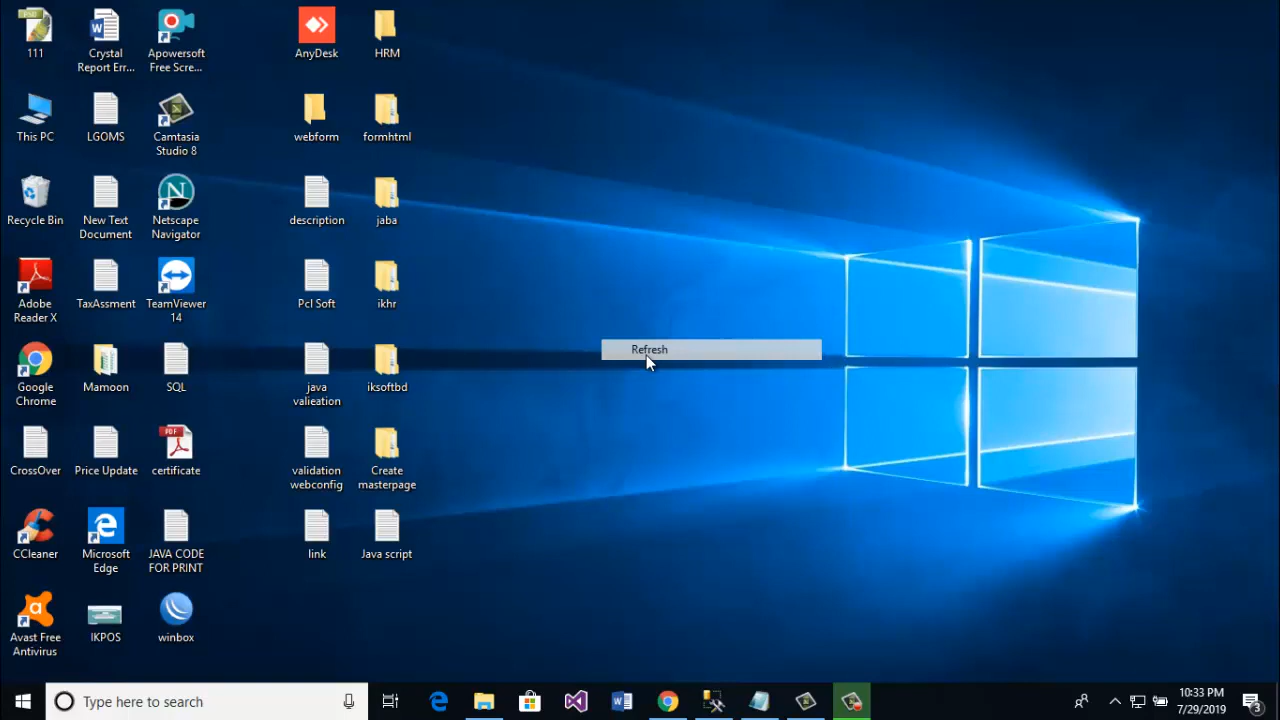 111
Crystal
Report Err...
Apowersoft
Free Scre...
AnyDesk
HRM
This PC
LGOMS
Camtasia
Studio 8
webform
formhtml
Recycle Bin
New Text
Document
Netscape
Navigator
description
jaba
Adobe
Reader X
TaxAssment
TeamViewer
14
Pcl Soft
ikhr
Refresh
Google
Chrome
Mamoon
SQL
java
valieation
iksoftbd
CrossOver
Price Update
PDF
certificate
validation
webconfig
Create
masterpage
CCleaner
Microsoft
Edge
JAVA CODE
FOR PRINT
link
Java script
Avast Free
Antivirus
IKPOS
winbox
Type here to search
10:33 PM
7/29/2019
3